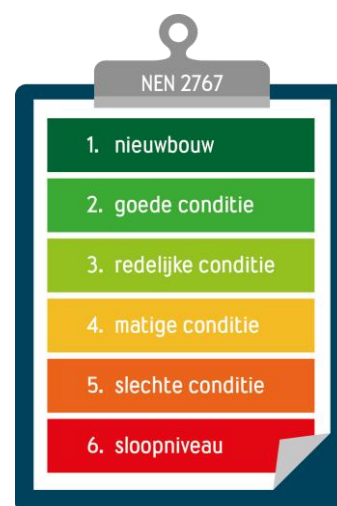 NEN 2767
1. nieuwbouw
2. goede conditie
3. redelijke conditie
4. matige conditie
5. slechte conditie
6. sloopniveau